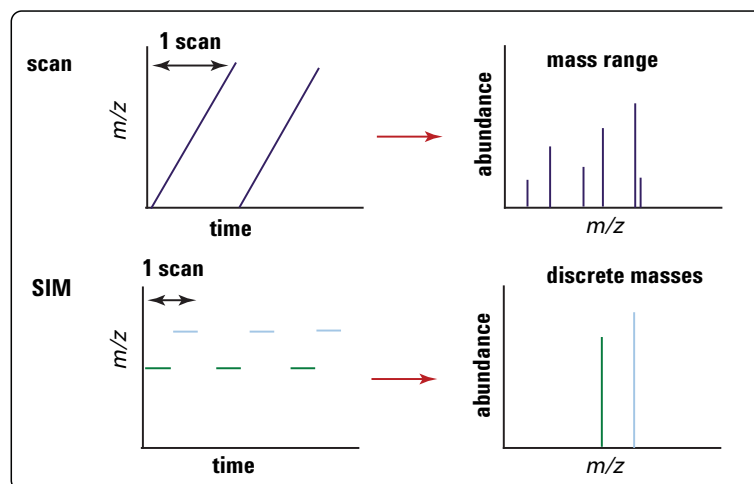 scan
1 scan
m/z
time
mass range
abundance
m/z
SIM
1 scan
m/z
time
discrete masses
abundance
m/z